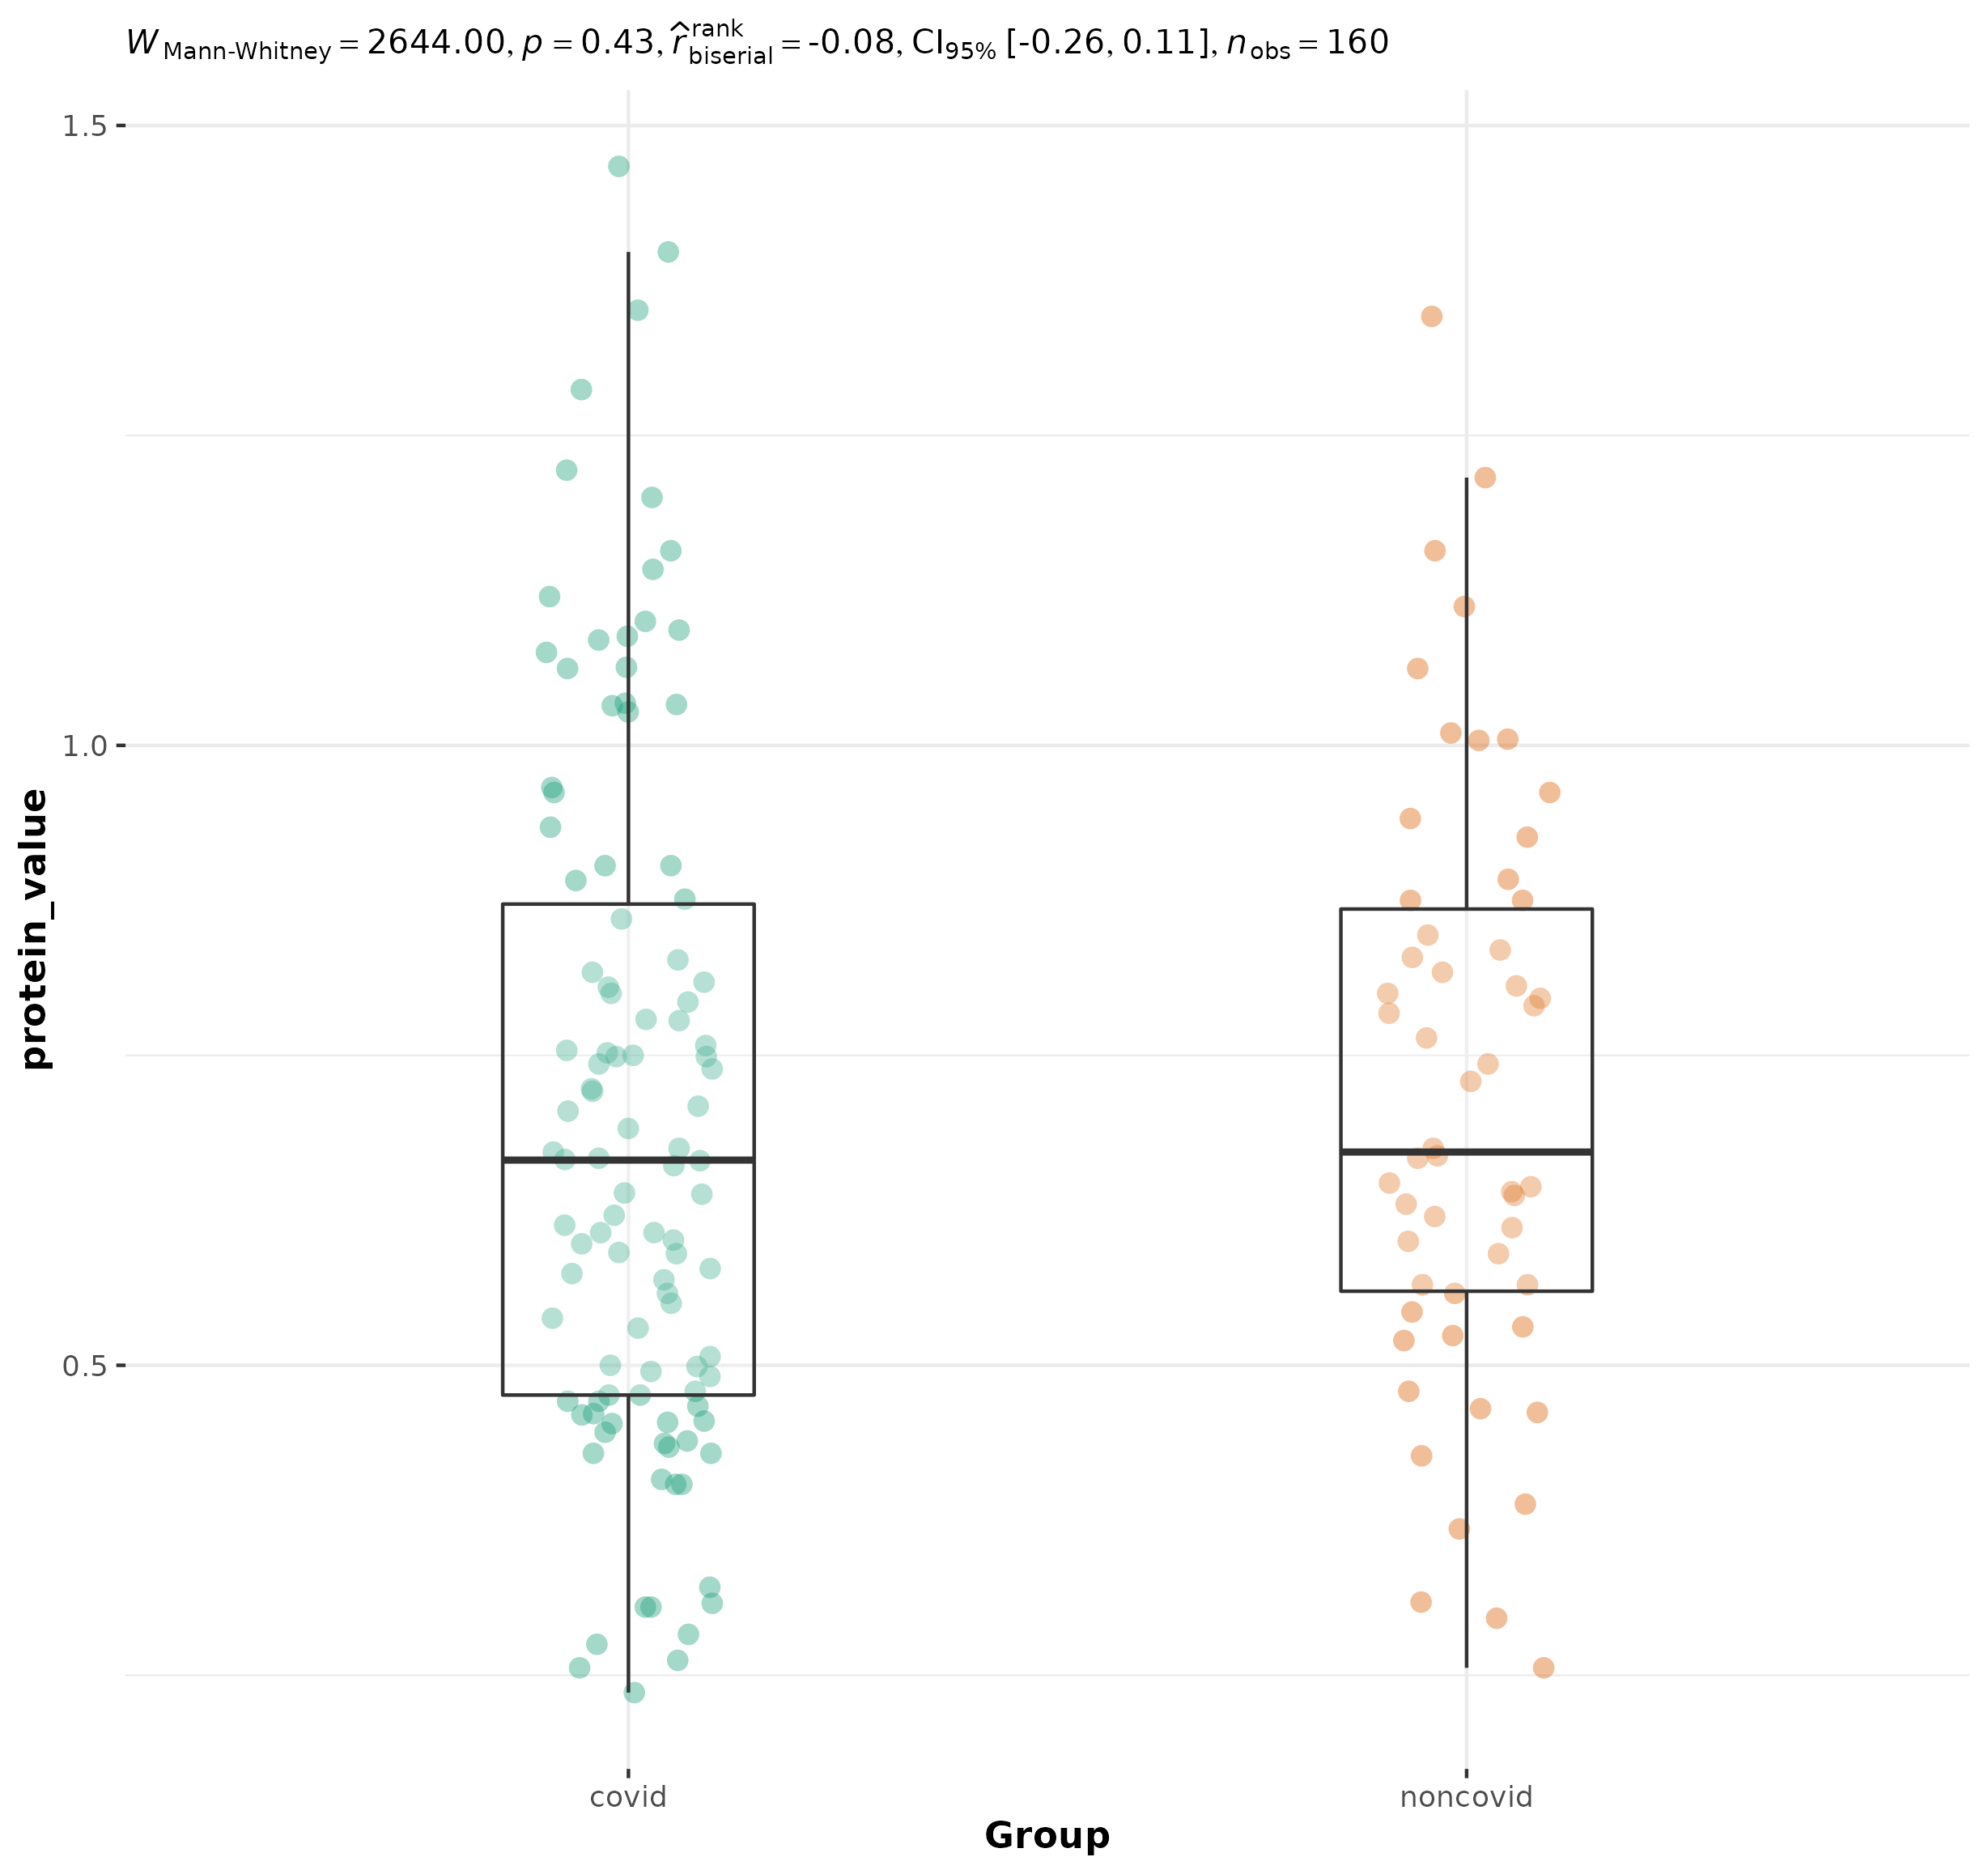 W Mann-Whitney = 2644.00, p = 0.43, r̂ rank biserial = -0.08, CI95% [-0.26, 0.11], n obs = 160
1.5
1.0
0.5
protein_value
covid noncovid
Group